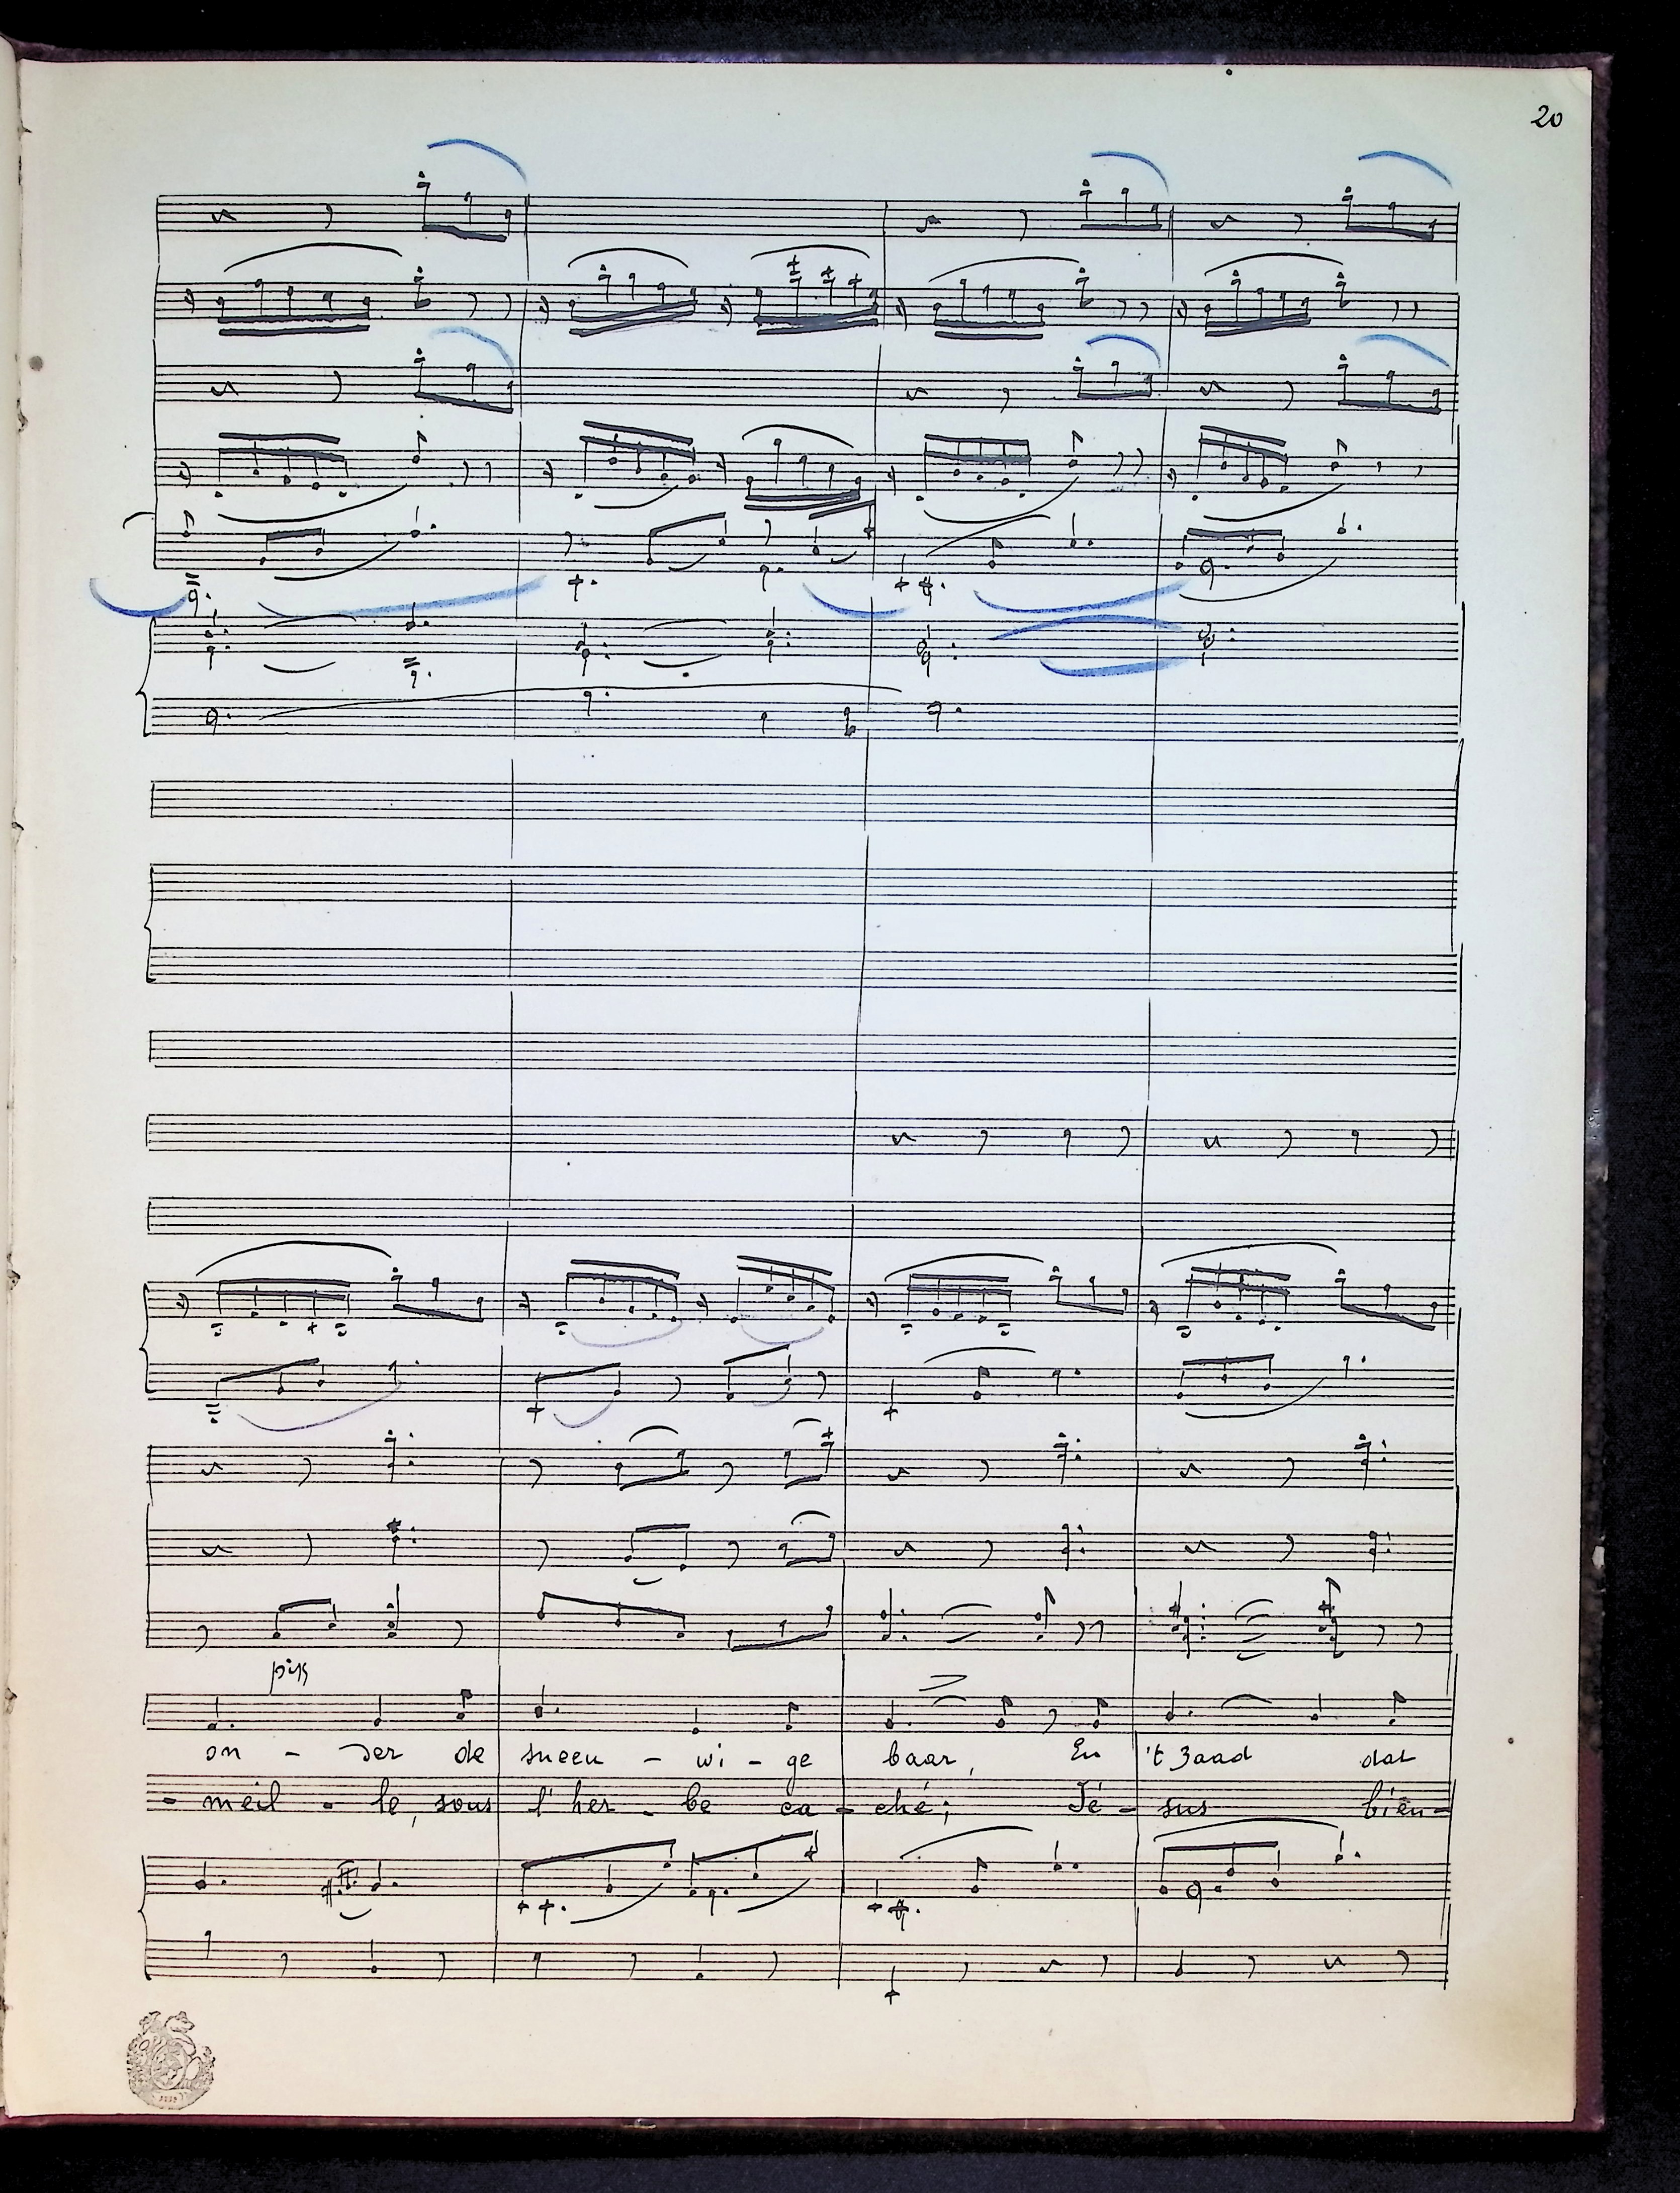 20
on - der de sneeu - wi - ge baar, En 't Zaad dat
- meil - le, sous l'her - be ca - ché; Jé - sus bien -